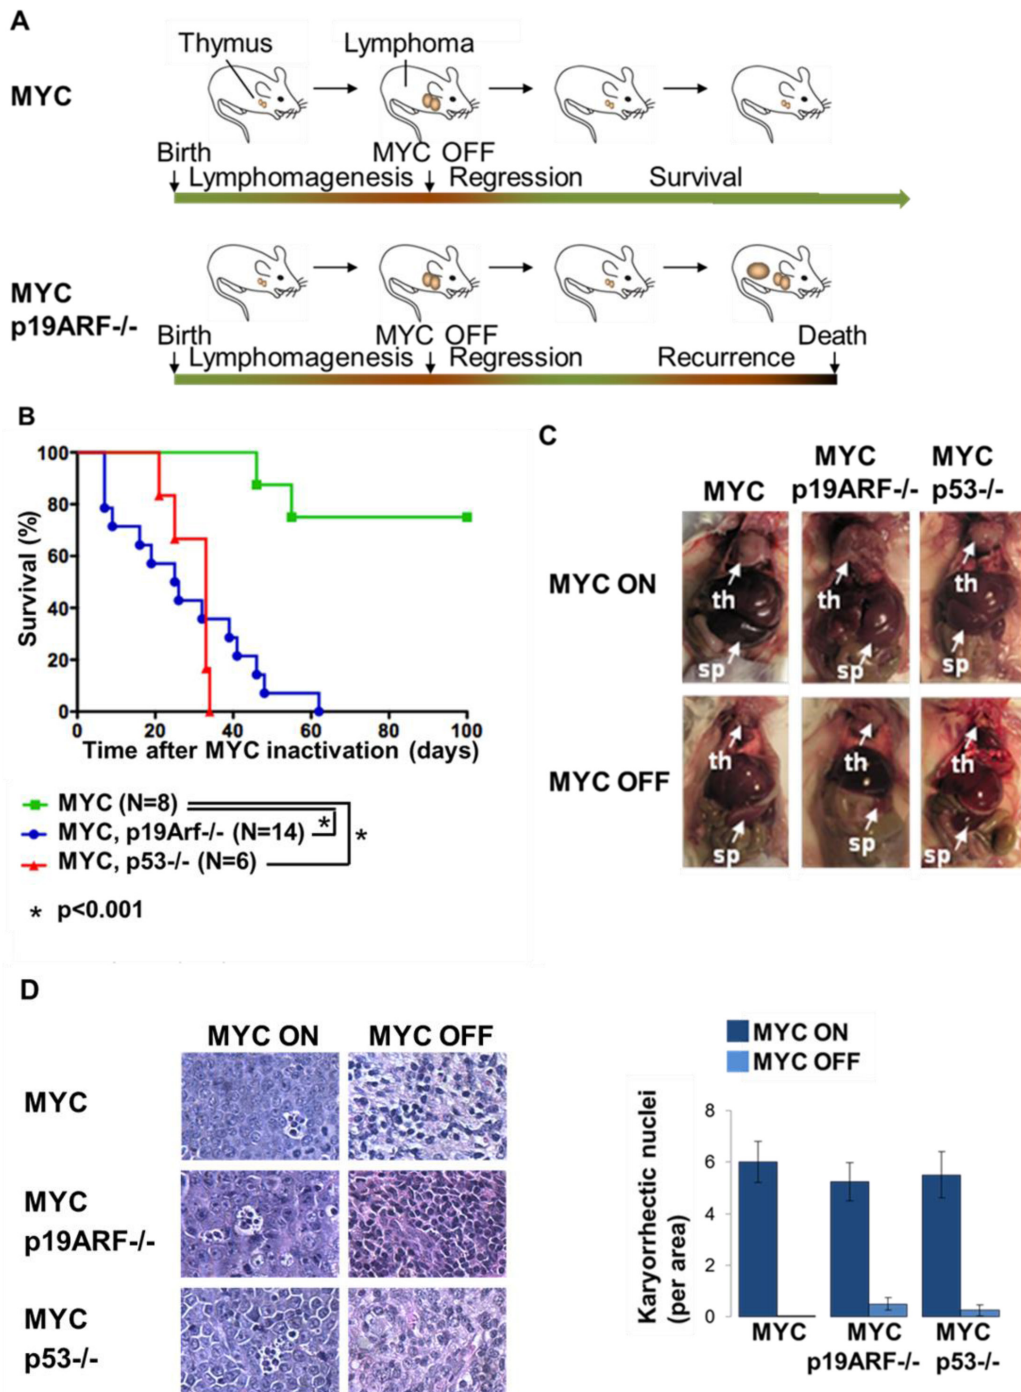 A
Thymus Lymphoma
MYC
Birth MYC OFF
Lymphomagenesis Regression Survival
MYC
p19ARF-/-
Birth MYC OFF Death
Lymphomagenesis Regression Recurrence
B
Survival (%)
100
80
60
40
20
0
0 20 40 60 80 100
Time after MYC inactivation (days)
MYC (N=8)
MYC, p19Arf-/- (N=14) *
MYC, p53-/- (N=6) *
* p<0.001
C
MYC MYC p19ARF-/- MYC p53-/-
MYC ON
th th th
sp sp sp
MYC OFF
th th th
sp sp sp
D
MYC ON MYC OFF
MYC
MYC
p19ARF-/-
MYC
p53-/-
MYC ON
MYC OFF
Karyorrhectic nuclei
(per area)
8
6
4
2
0
MYC MYC MYC
p19ARF-/- p53-/-